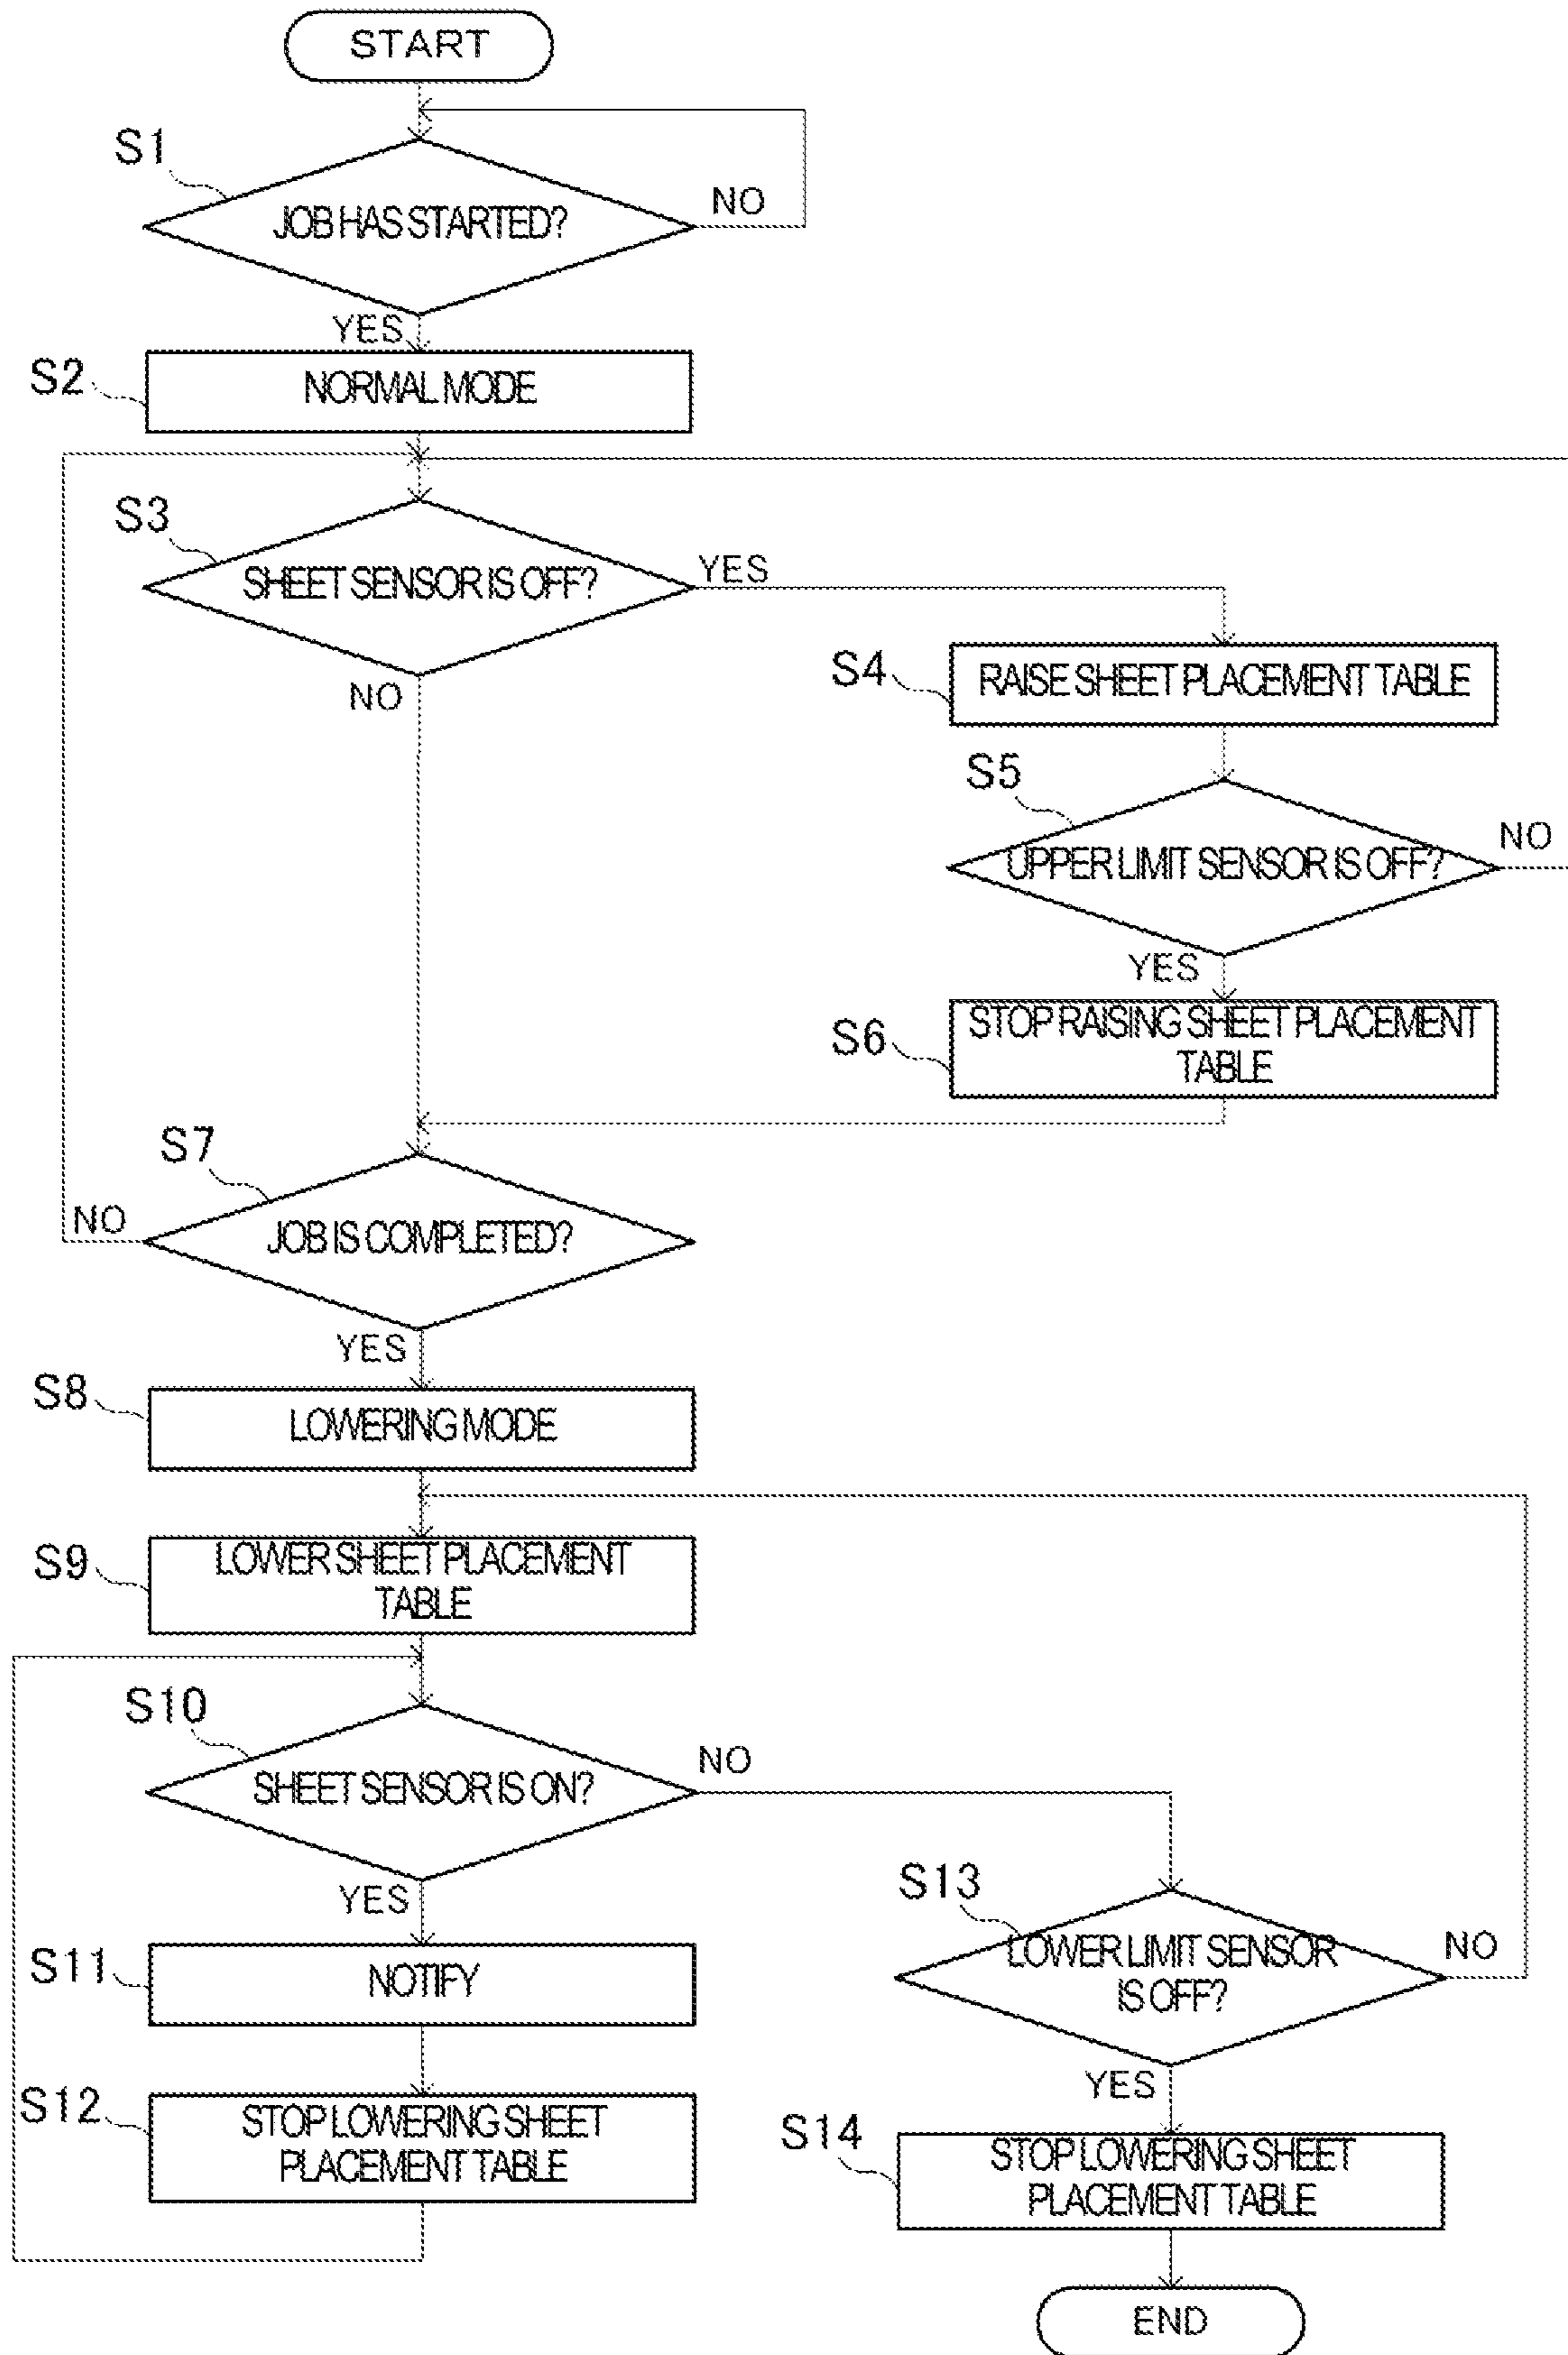 START
S1
JOB HAS STARTED?
NO
YES
S2
NORMAL MODE
S3
SHEET SENSOR IS OFF?
YES
NO
S4
RAISE SHEET PLACEMENT TABLE
S5
UPPER LIMIT SENSOR IS OFF?
NO
YES
S6
STOP RAISING SHEET PLACEMENT
TABLE
S7
JOB IS COMPLETED?
NO
YES
S8
LOWERING MODE
S9
LOWER SHEET PLACEMENT
TABLE
S10
SHEET SENSOR IS ON?
NO
YES
S11
NOTIFY
S12
STOP LOWERING SHEET
PLACEMENT TABLE
S13
LOWER LIMIT SENSOR
IS OFF?
NO
YES
S14
STOP LOWERING SHEET
PLACEMENT TABLE
END